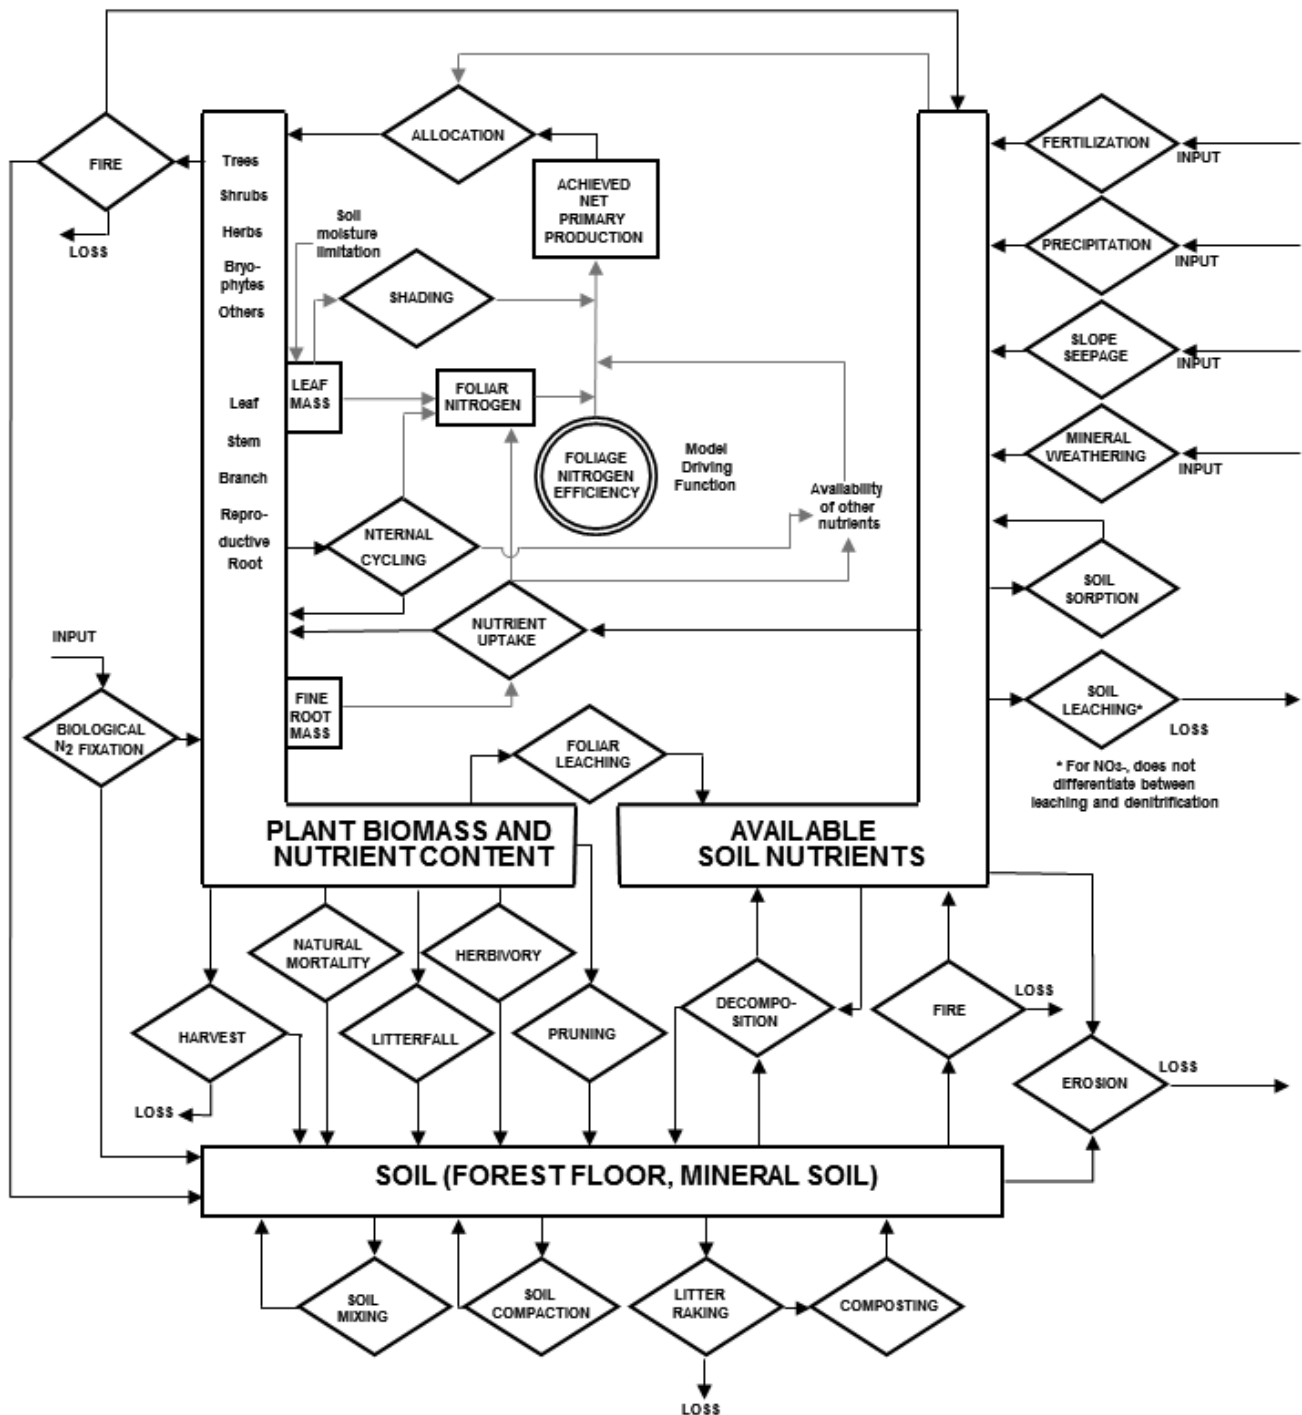 ALLOCATION
FIRE
LOSS
Trees
Shrubs
Herbs
Bryo-
phytes
Others
Soil
moisture
limitation
ACHIEVED
NET
PRIMARY
PRODUCTION
SHADING
FERTILIZATION
INPUT
PRECIPITATION
INPUT
SLOPE
SEEPAGE
INPUT
MINERAL
WEATHERING
INPUT
LEAF
MASS
FOLIAR
NITROGEN
Leaf
Stem
Branch
Repro-
ductive
Root
FOLIAGE
NITROGEN
EFFICIENCY
Model
Driving
Function
Availability
of other
nutrients
NTERNAL
CYCLING
SOIL
SORPTION
NUTRIENT
UPTAKE
INPUT
BIOLOGICAL
N2 FIXATION
FINE
ROOT
MASS
FOLIAR
LEACHING
SOIL
LEACHING*
LOSS
* For NO3-, does not
differentiate between
leaching and denitrification
PLANT BIOMASS AND
NUTRIENT CONTENT
AVAILABLE
SOIL NUTRIENTS
NATURAL
MORTALITY
HERBIVORY
HARVEST
LOSS
LITTERFALL
PRUNING
DECOMPO-
SITION
FIRE
LOSS
EROSION
LOSS
SOIL (FOREST FLOOR, MINERAL SOIL)
SOIL
MIXING
SOIL
COMPACTION
LITTER
RAKING
COMPOSTING
LOSS